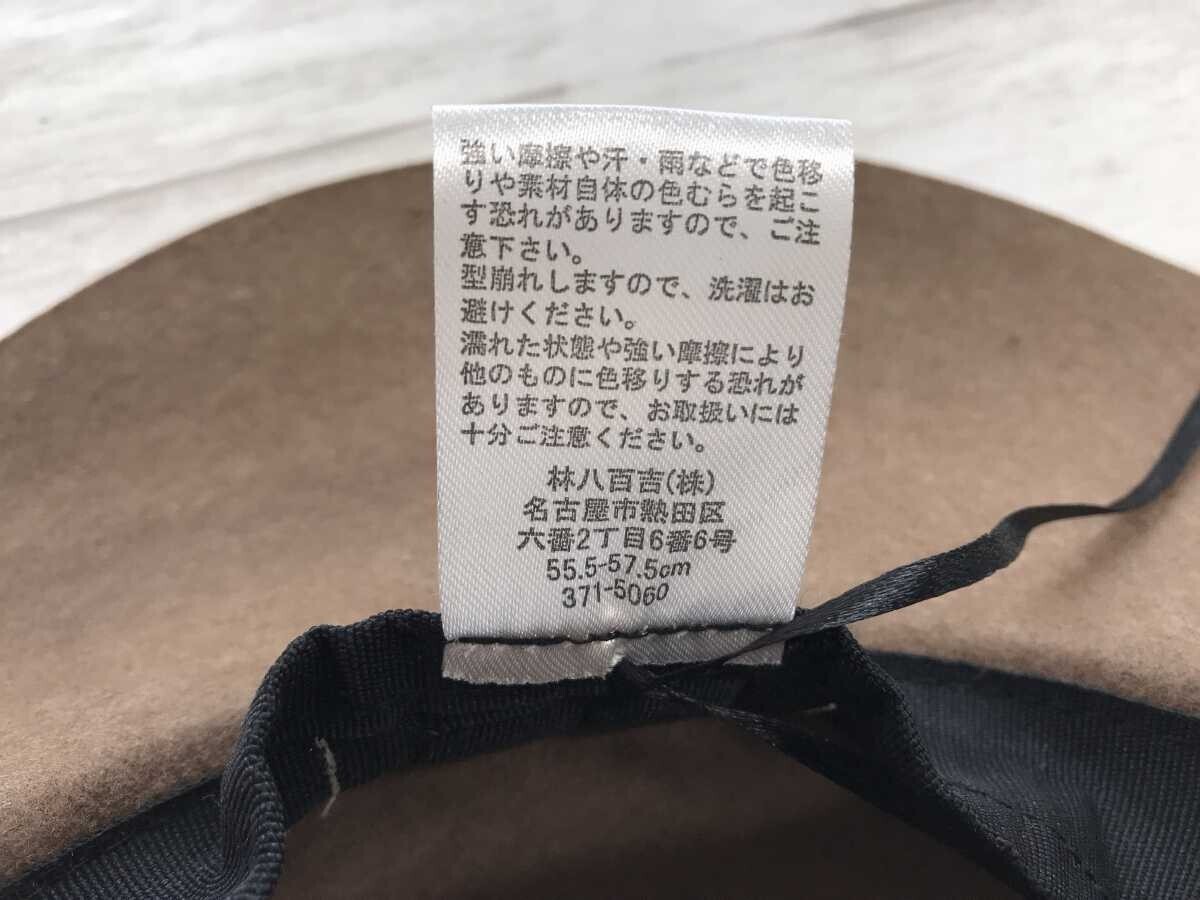 強い摩擦や汗・雨などで色移
りや素材自体の色むらを起こ
す恐れがありますので、ご注
意下さい。
型崩れしますので、洗濯はお
避けください。
濡れた状態や強い摩擦により
他のものに色移りする恐れが
ありますので、お取扱いには
十分ご注意ください。
林八百吉(株)
名古屋市熱田区
六番2丁目6番6号
55.5-57.5cm
371-5060